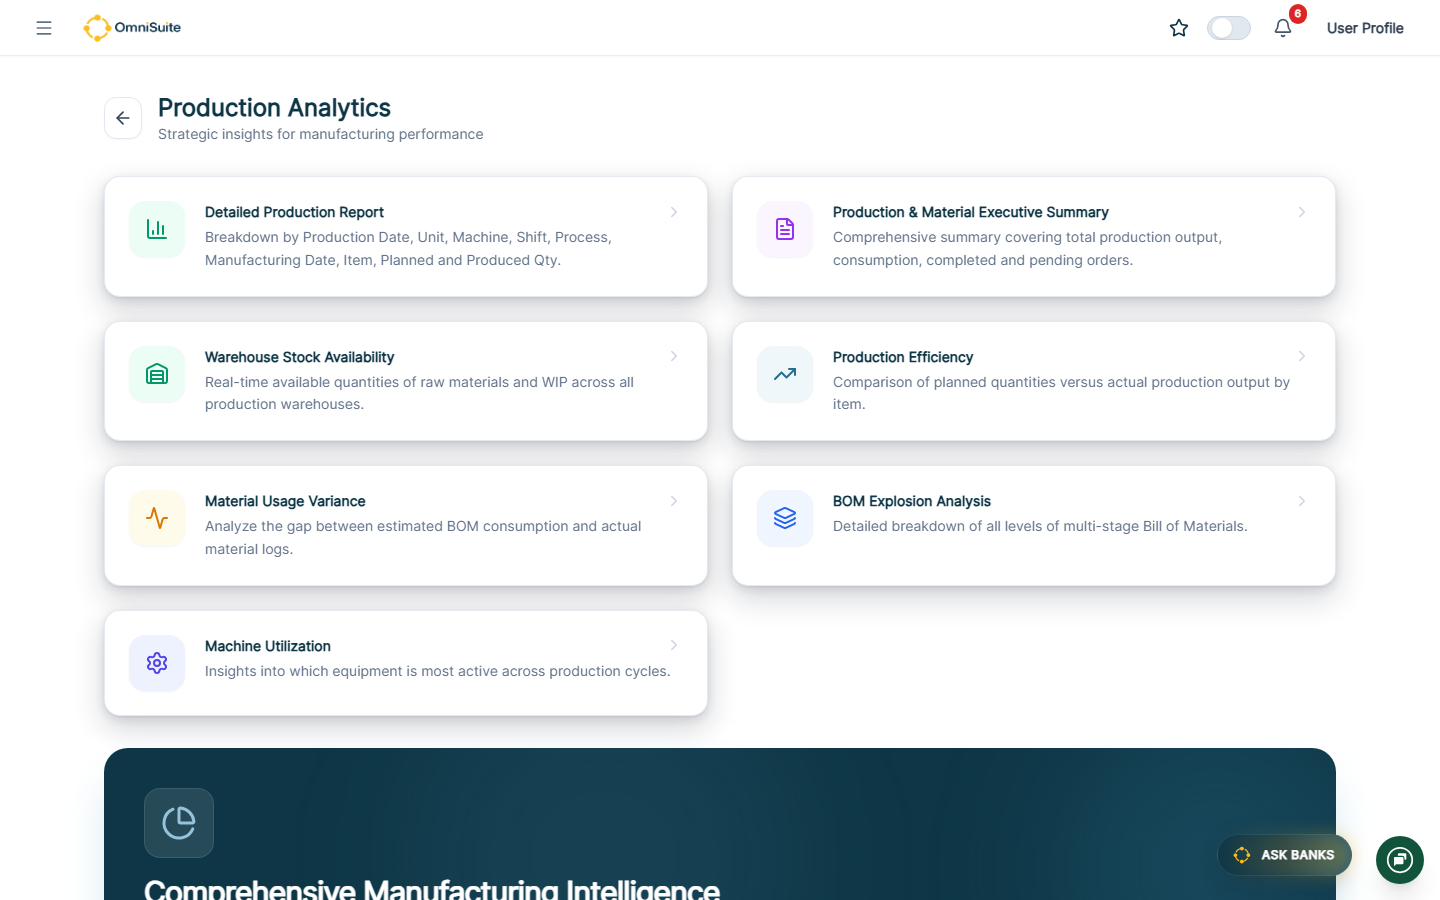 OmniSuite
6
User Profile
Production Analytics
Strategic insights for manufacturing performance
Detailed Production Report
Breakdown by Production Date, Unit, Machine, Shift, Process,
Manufacturing Date, Item, Planned and Produced Qty.
Production & Material Executive Summary
Comprehensive summary covering total production output,
consumption, completed and pending orders.
Warehouse Stock Availability
Real-time available quantities of raw materials and WIP across all
production warehouses.
Production Efficiency
Comparison of planned quantities versus actual production output by
item.
Material Usage Variance
Analyze the gap between estimated BOM consumption and actual
material logs.
BOM Explosion Analysis
Detailed breakdown of all levels of multi-stage Bill of Materials.
Machine Utilization
Insights into which equipment is most active across production cycles.
ASK BANKS
Comprehensive Manufacturing Intelligence